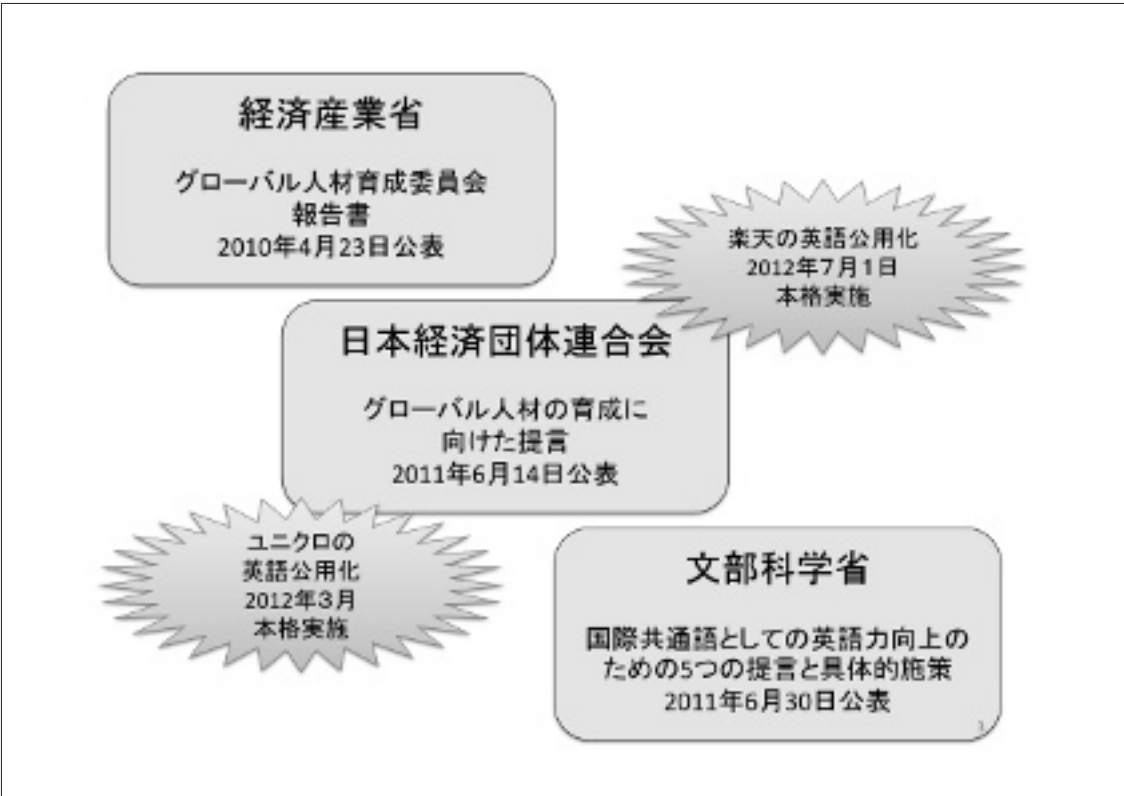 経済産業省
グローバル人材育成委員会
報告書
2010年4月23日公表
楽天の英語公用化
2012年7月1日
本格実施
日本経済団体連合会
グローバル人材の育成に
向けた提言
2011年6月14日公表
ユニクロの
英語公用化
2012年3月
本格実施
文部科学省
国際共通語としての英語力向上の
ための5つの提言と具体的施策
2011年6月30日公表